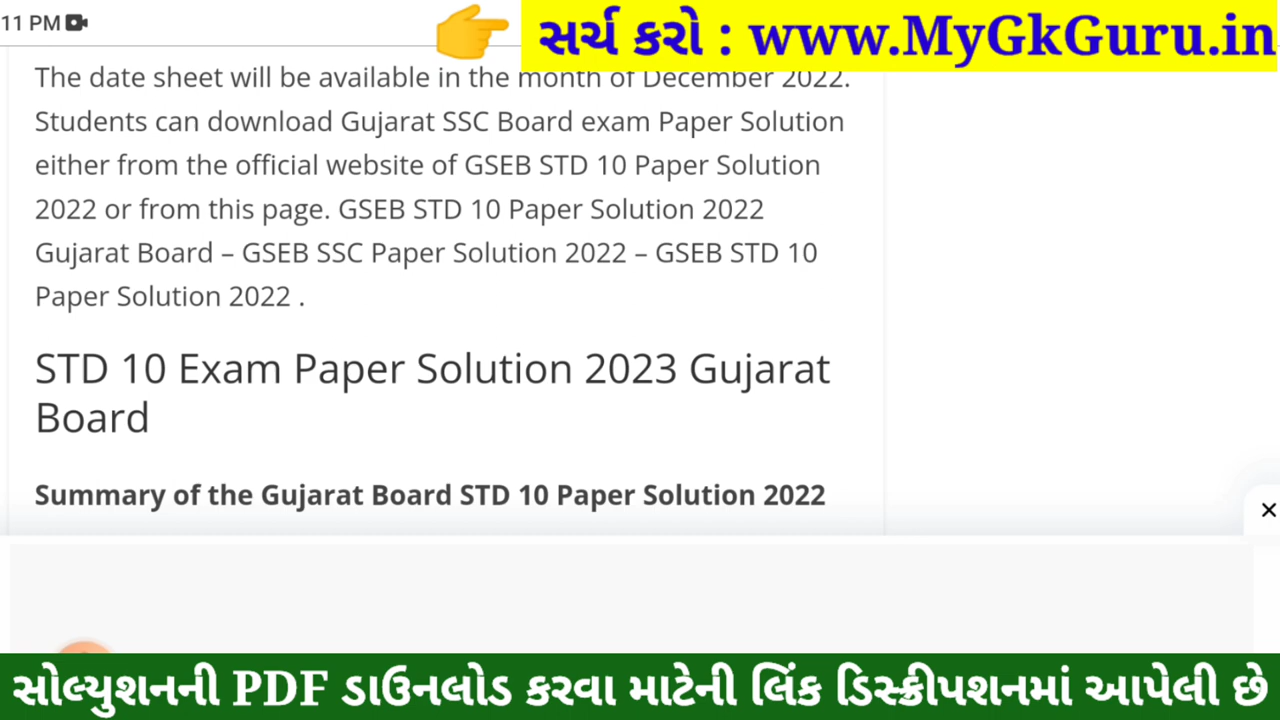 11 PM
👉 સર્ચ કરો : www.MyGkGuru.in
The date sheet will be available in the month of December 2022.
Students can download Gujarat SSC Board exam Paper Solution
either from the official website of GSEB STD 10 Paper Solution
2022 or from this page. GSEB STD 10 Paper Solution 2022
Gujarat Board – GSEB SSC Paper Solution 2022 – GSEB STD 10
Paper Solution 2022 .
STD 10 Exam Paper Solution 2023 Gujarat
Board
Summary of the Gujarat Board STD 10 Paper Solution 2022
સોલ્યુશનની PDF ડાઉનલોડ કરવા માટેની લિંક ડિસ્ક્રીપશનમાં આપેલી છે